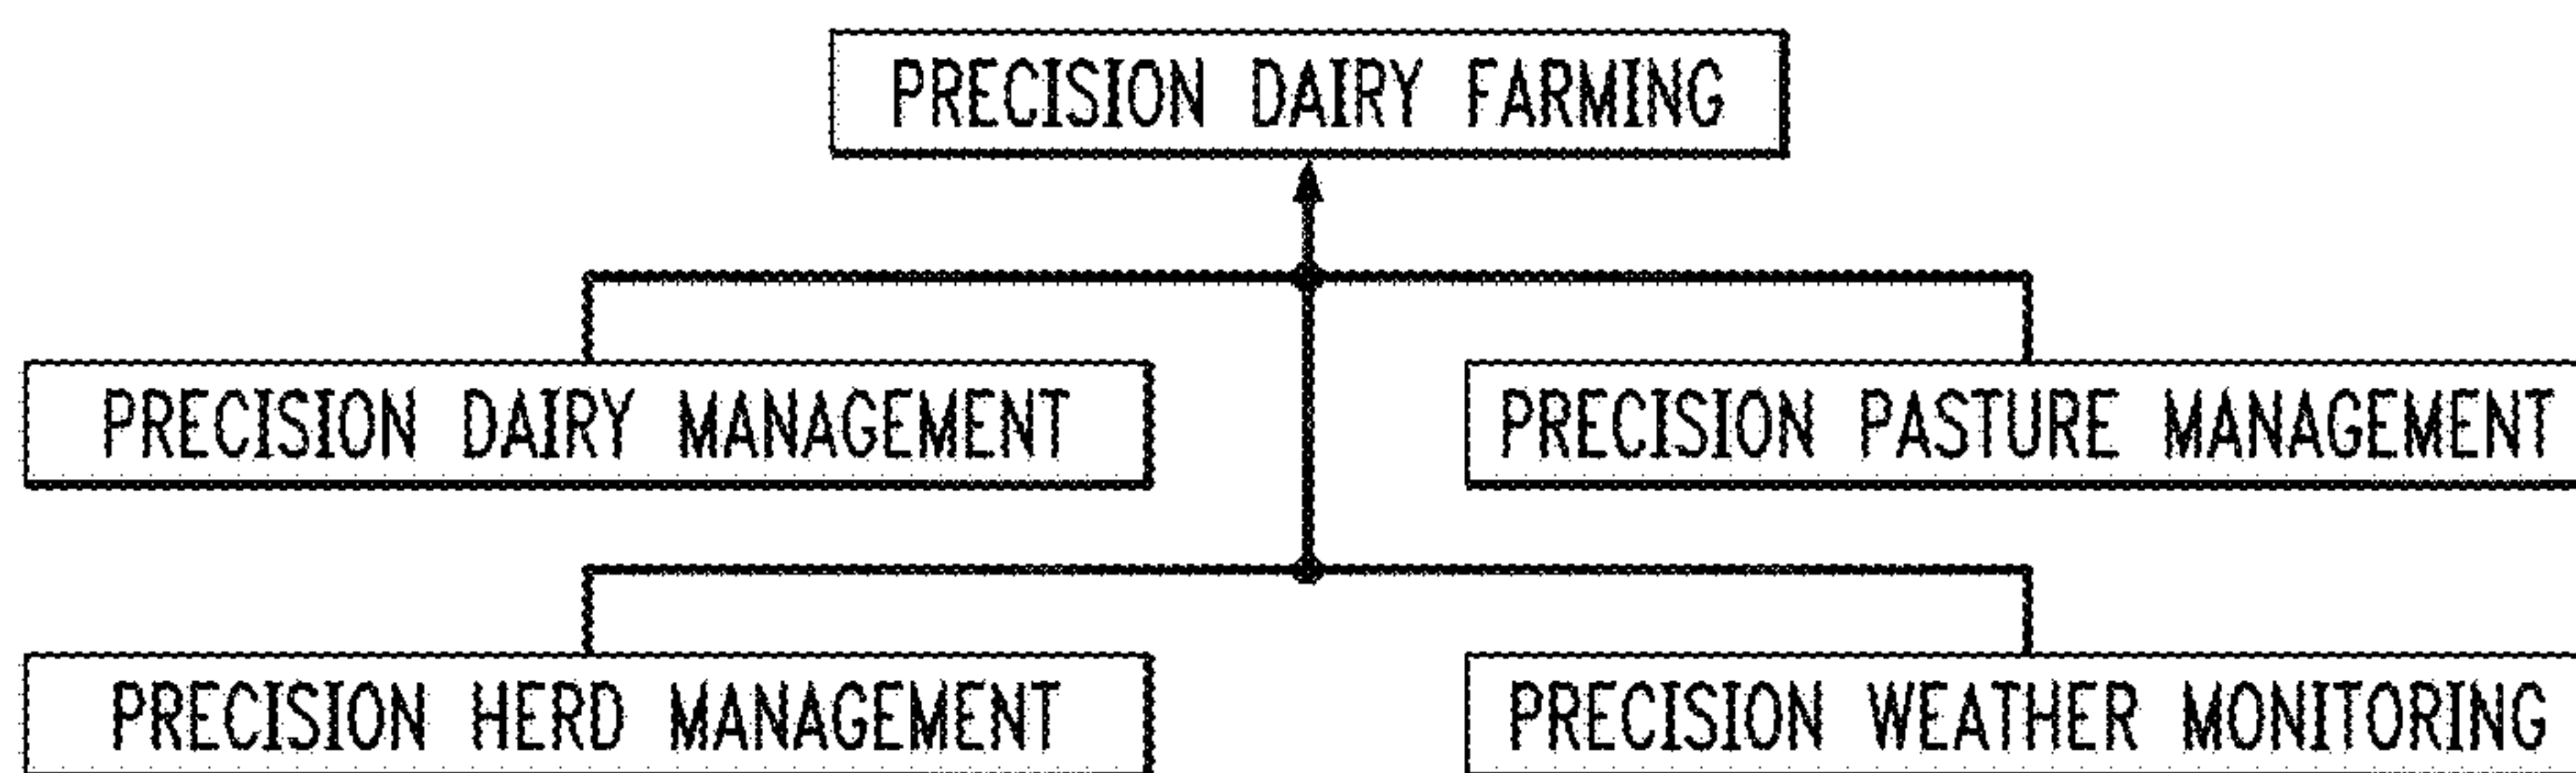 PRECISION DAIRY FARMING
PRECISION DAIRY MANAGEMENT
PRECISION PASTURE MANAGEMENT
PRECISION HERD MANAGEMENT
PRECISION WEATHER MONITORING